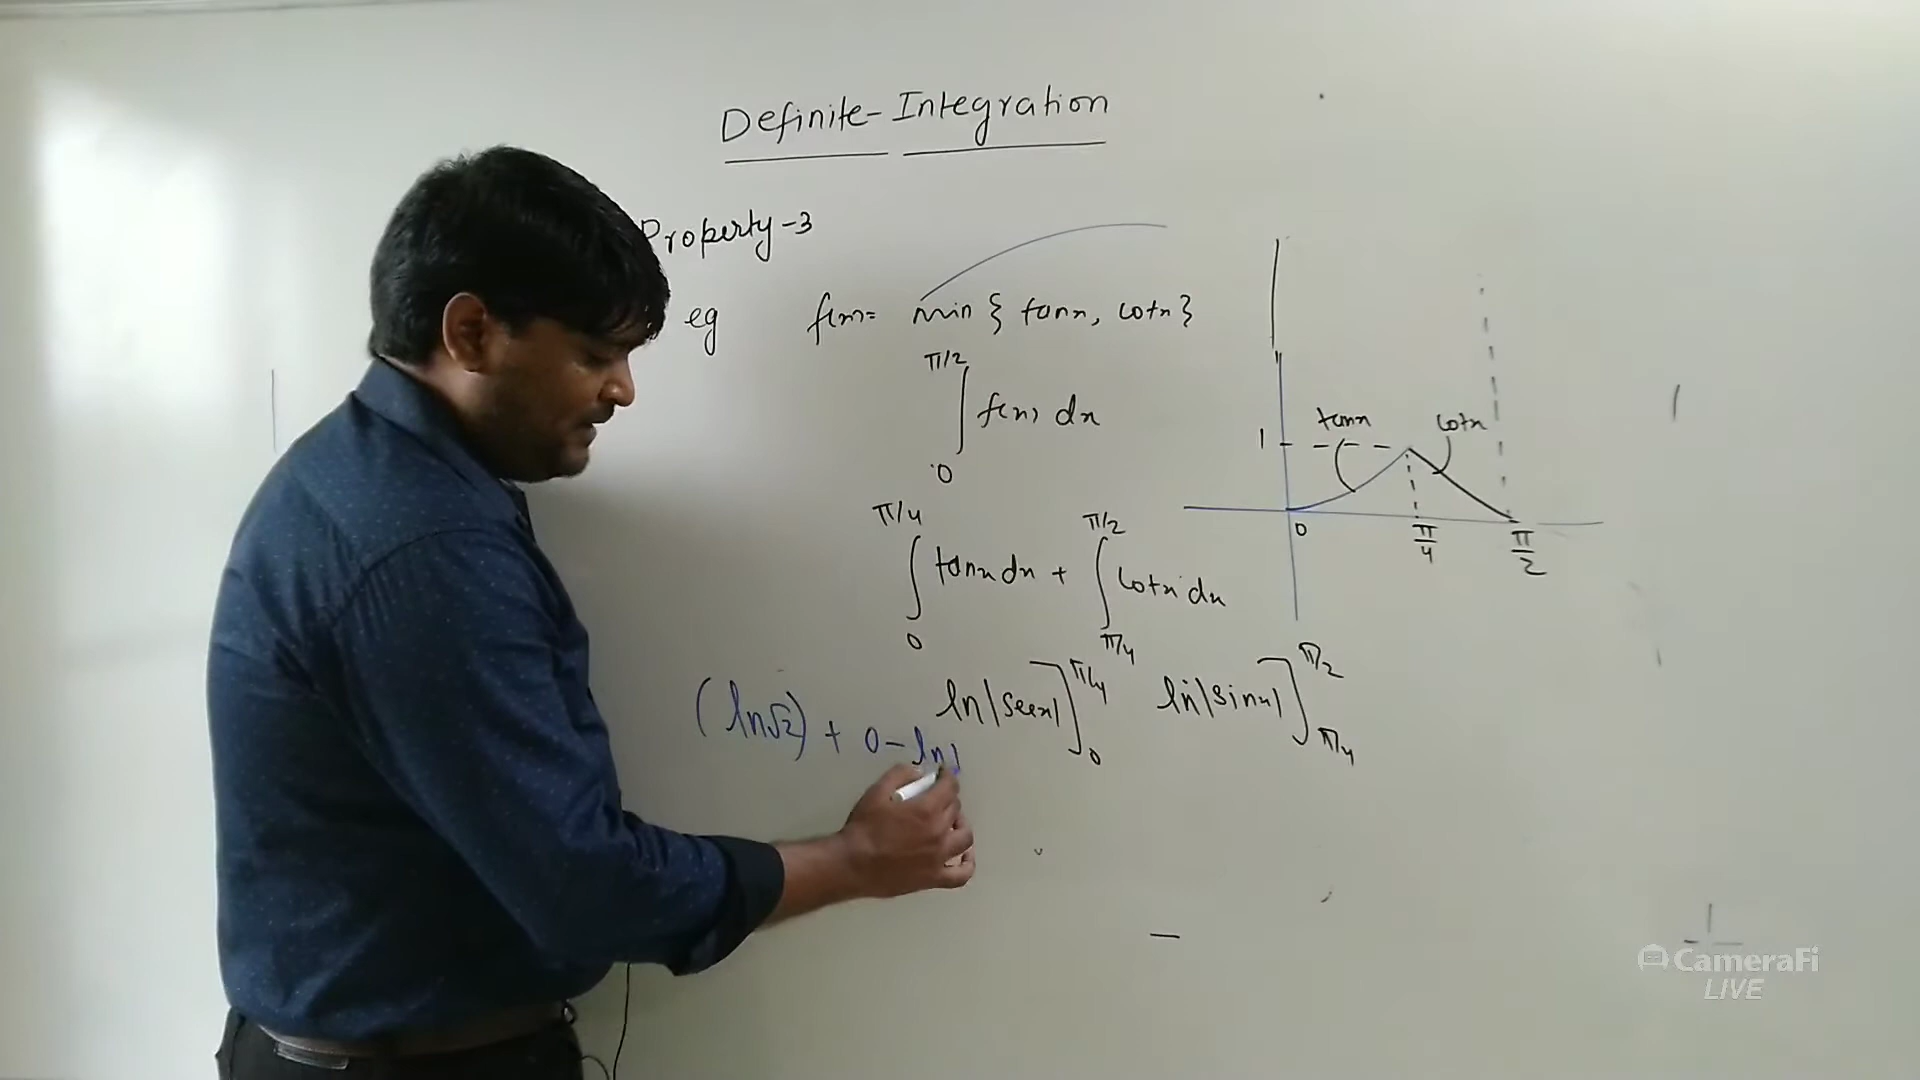 Definite-Integration
Property-3
eg f(x)= min { tanx, cotx }
π/2
∫ f(x) dx
0
π/4 π/2
∫ tanx dx + ∫ cotx dx
0 π/4
ln|secx| ]π/4 0 ln|sinx| ]π/2 π/4
(ln√2) + 0 - ln1
1
tanx
cotx
0
π/4
π/2
CameraFi
LIVE